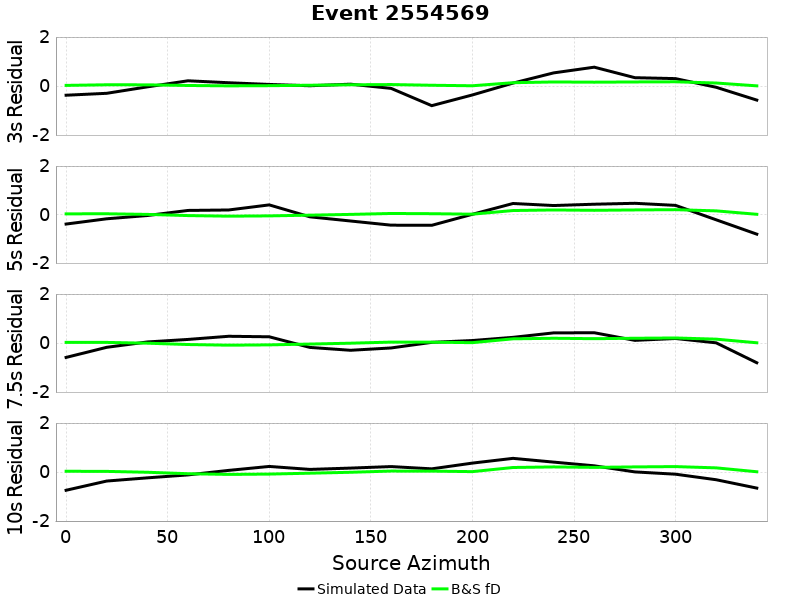 Event 2554569
3s Residual
2
0
-2
5s Residual
2
0
-2
7.5s Residual
2
0
-2
10s Residual
2
0
-2
0 50 100 150 200 250 300
Source Azimuth
Simulated Data B&S fD